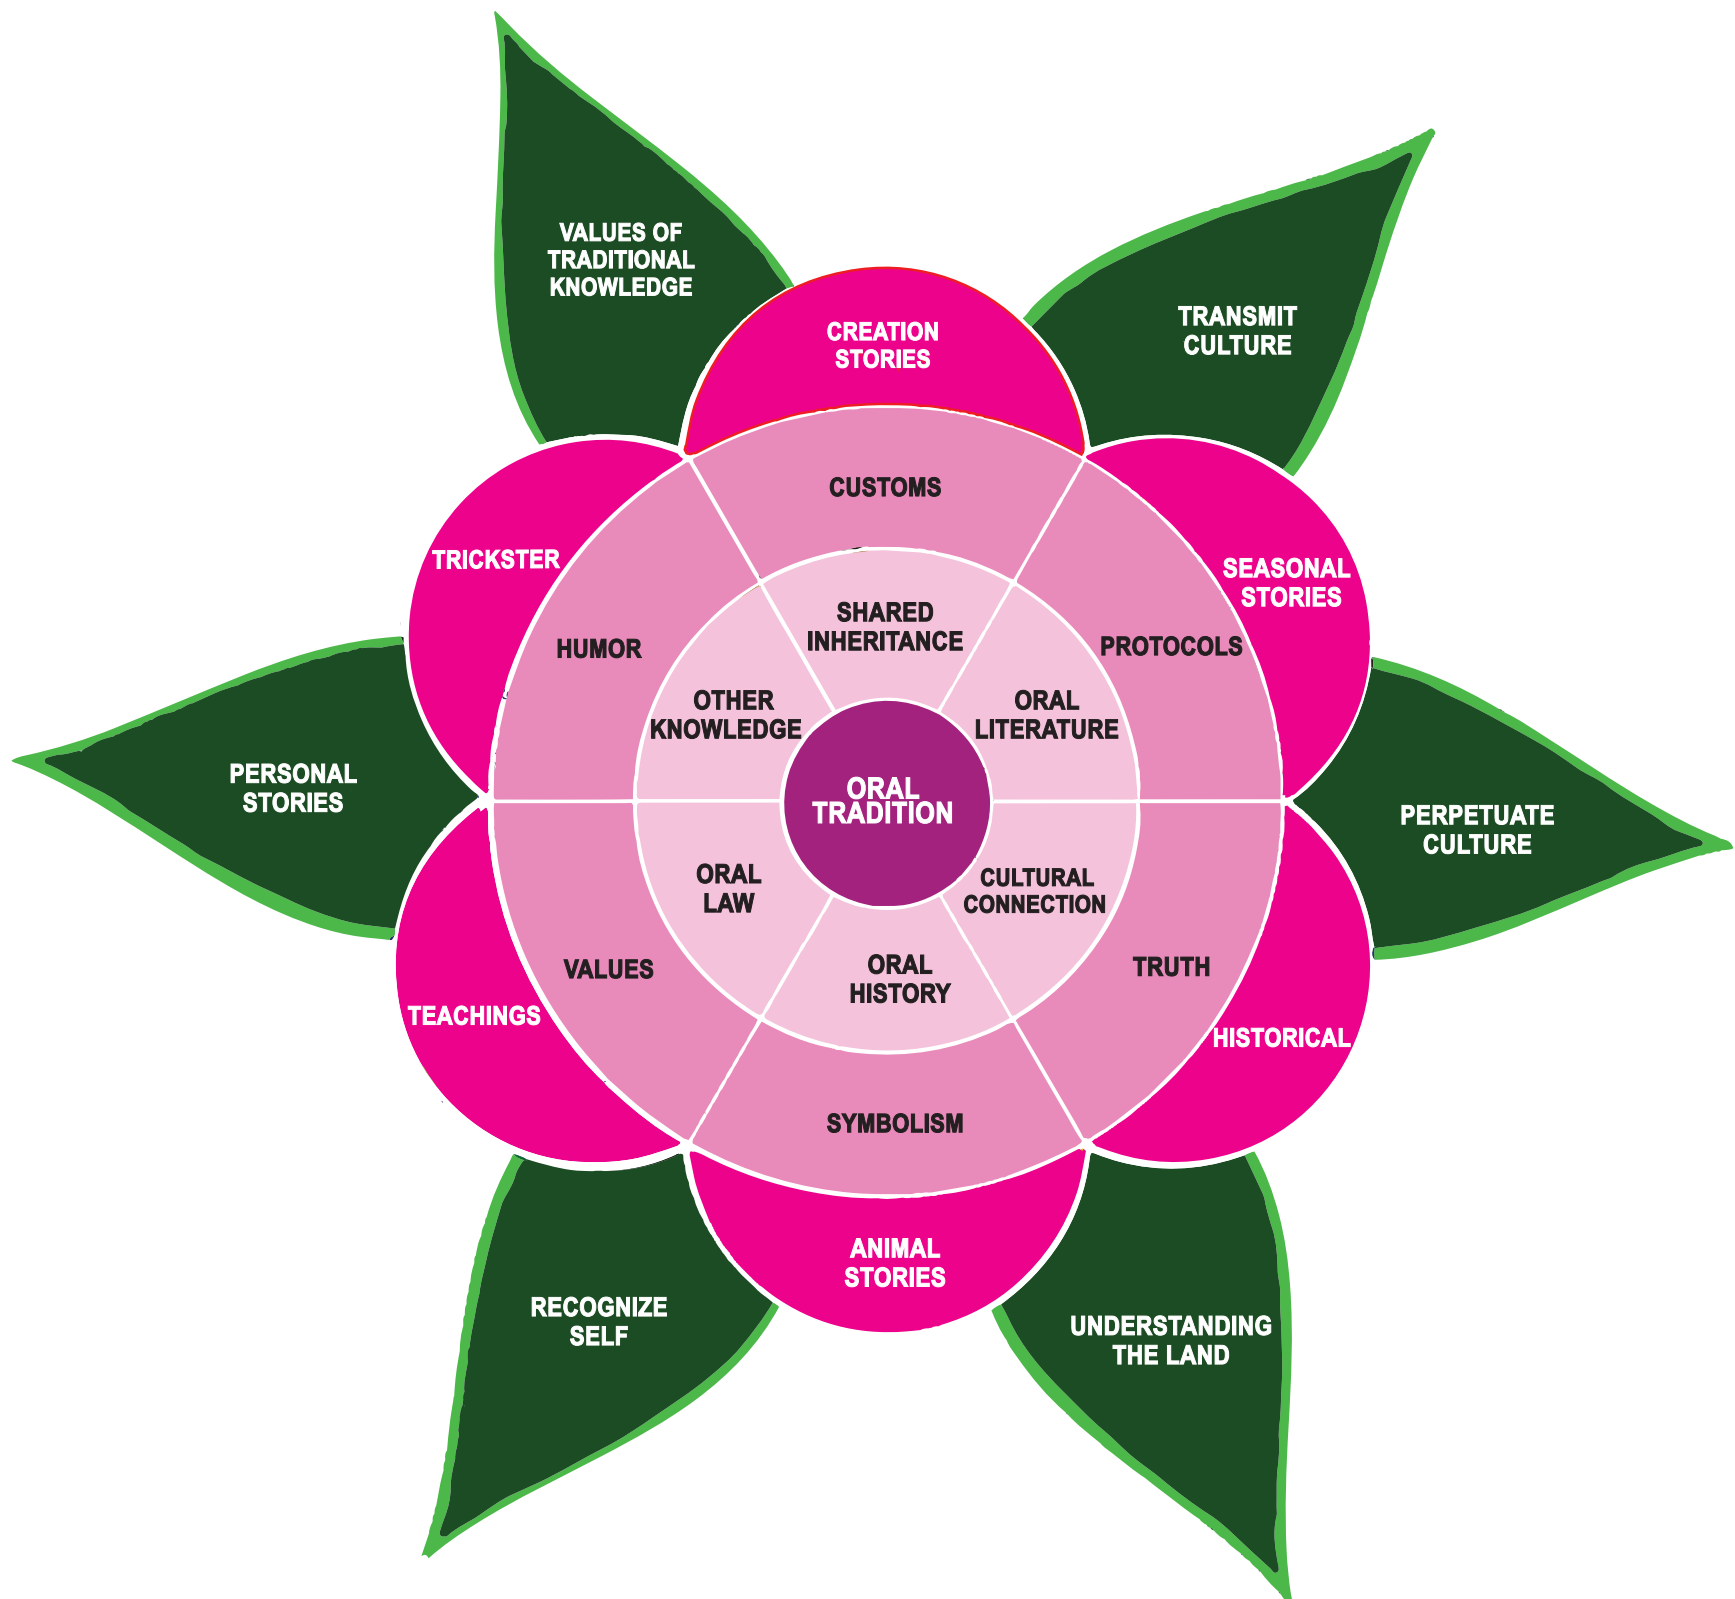 VALUES OF
TRADITIONAL
KNOWLEDGE
TRANSMIT
CULTURE
CREATION
STORIES
CUSTOMS
TRICKSTER
SEASONAL
STORIES
HUMOR
PROTOCOLS
SHARED
INHERITANCE
OTHER
KNOWLEDGE
ORAL
LITERATURE
PERSONAL
STORIES
ORAL
TRADITION
PERPETUATE
CULTURE
ORAL
LAW
CULTURAL
CONNECTION
ORAL
HISTORY
VALUES
TRUTH
TEACHINGS
HISTORICAL
SYMBOLISM
ANIMAL
STORIES
RECOGNIZE
SELF
UNDERSTANDING
THE LAND